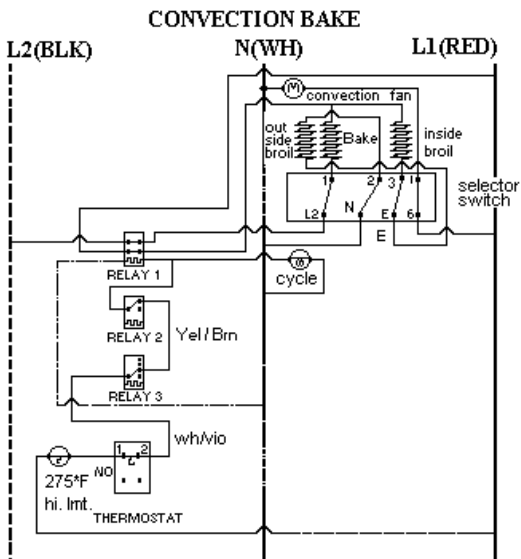 CONVECTION BAKE
L2(BLK) N(WH) L1(RED)
M
convection fan
out side broil
Bake
inside broil
1 2 3 1
L2 N E 6
selector switch
E
RELAY 1
cycle
RELAY 2
Yel/Brn
RELAY 3
wh/vio
1 2
NO
275*F
hi. lmt.
THERMOSTAT